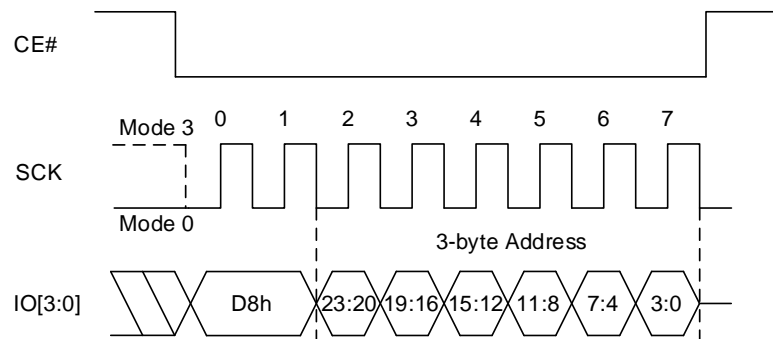 CE#
Mode 3
0 1 2 3 4 5 6 7
SCK
Mode 0
3-byte Address
IO[3:0]
D8h 23:20 19:16 15:12 11:8 7:4 3:0